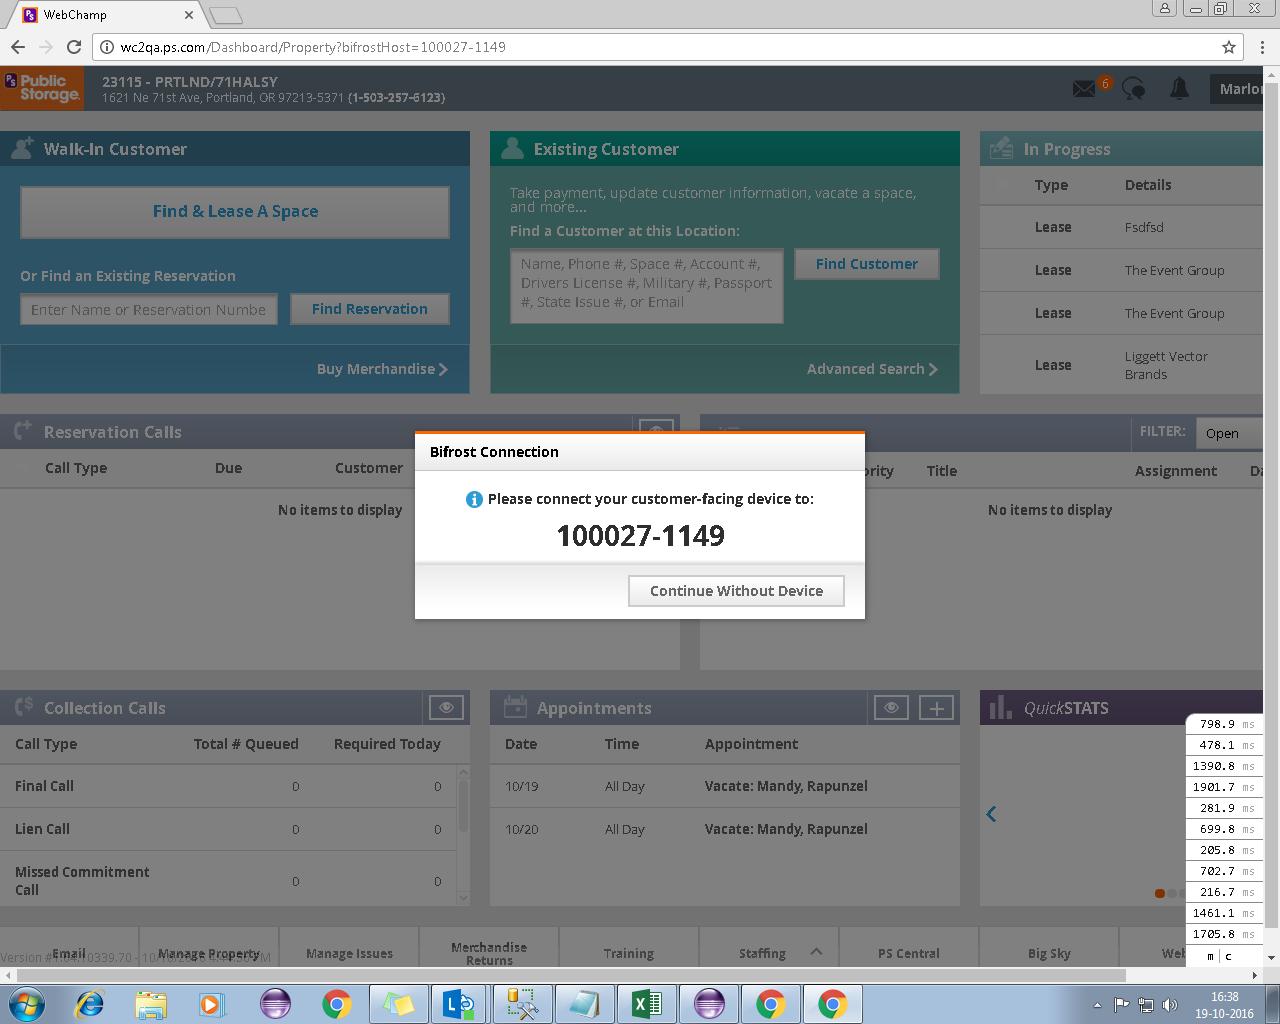 WebChamp
wc2qa.ps.com/Dashboard/Property?bifrostHost=100027-1149
PS Public Storage.
23115 - PRTLND/71HALSY
1621 Ne 71st Ave, Portland, OR 97213-5371 (1-503-257-6123)
6
Marlo
Walk-In Customer
Find & Lease A Space
Or Find an Existing Reservation
Enter Name or Reservation Numbe
Find Reservation
Buy Merchandise
Existing Customer
Take payment, update customer information, vacate a space,
and more...
Find a Customer at this Location:
Name, Phone #, Space #, Account #,
Drivers License #, Military #, Passport
#, State Issue #, or Email
Find Customer
Advanced Search
In Progress
Type Details
Lease Fsdfsd
Lease The Event Group
Lease The Event Group
Lease Liggett Vector
Brands
Reservation Calls
Call Type Due Customer
No items to display
FILTER: Open
Title Assignment
No items to display
Bifrost Connection
Please connect your customer-facing device to:
100027-1149
Continue Without Device
Collection Calls
Call Type Total # Queued Required Today
Final Call 0 0
Lien Call 0 0
Missed Commitment
Call 0 0
Appointments
Date Time Appointment
10/19 All Day Vacate: Mandy, Rapunzel
10/20 All Day Vacate: Mandy, Rapunzel
QuickSTATS
798.9 ms
478.1 ms
1390.8 ms
1901.7 ms
281.9 ms
699.8 ms
205.8 ms
702.7 ms
216.7 ms
1461.1 ms
1705.8 ms
m | c
Email
Manage Property
Manage Issues
Merchandise
Returns
Training
Staffing
PS Central
Big Sky
Web
16:38
19-10-2016